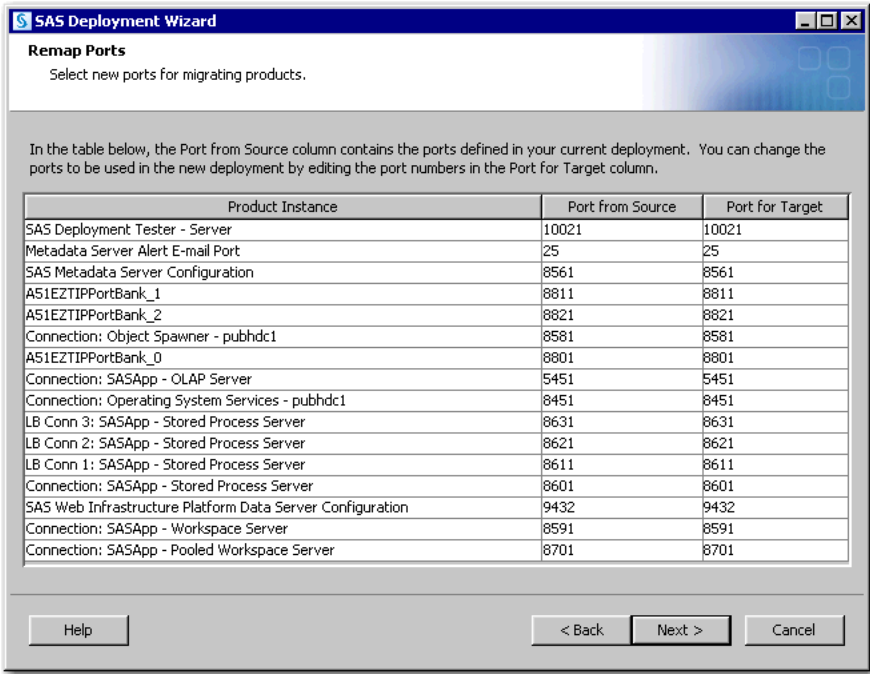 SAS Deployment Wizard
Remap Ports
Select new ports for migrating products.
In the table below, the Port from Source column contains the ports defined in your current deployment. You can change the
ports to be used in the new deployment by editing the port numbers in the Port for Target column.
Product Instance Port from Source Port for Target
SAS Deployment Tester - Server 10021 10021
Metadata Server Alert E-mail Port 25 25
SAS Metadata Server Configuration 8561 8561
A51EZTIPPortBank_1 8811 8811
A51EZTIPPortBank_2 8821 8821
Connection: Object Spawner - pubhdc1 8581 8581
A51EZTIPPortBank_0 8801 8801
Connection: SASApp - OLAP Server 5451 5451
Connection: Operating System Services - pubhdc1 8451 8451
LB Conn 3: SASApp - Stored Process Server 8631 8631
LB Conn 2: SASApp - Stored Process Server 8621 8621
LB Conn 1: SASApp - Stored Process Server 8611 8611
Connection: SASApp - Stored Process Server 8601 8601
SAS Web Infrastructure Platform Data Server Configuration 9432 9432
Connection: SASApp - Workspace Server 8591 8591
Connection: SASApp - Pooled Workspace Server 8701 8701
Help < Back Next > Cancel